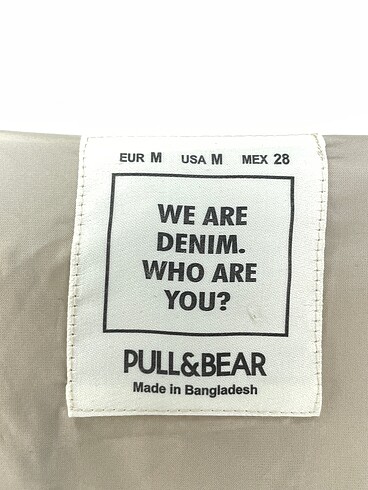 EUR M USA M MEX 28
WE ARE
DENIM.
WHO ARE
YOU?
PULL&BEAR
Made in Bangladesh